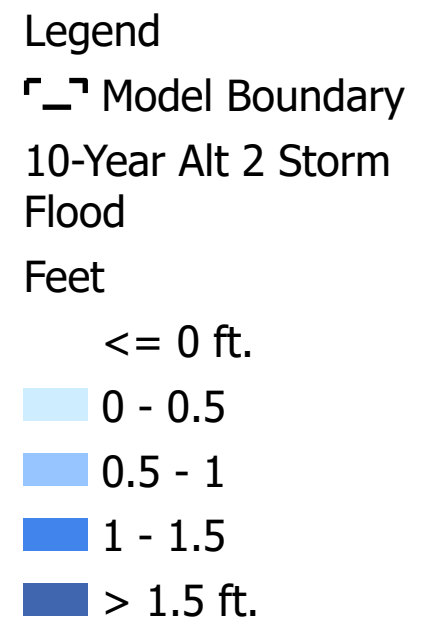 Legend
Model Boundary
10-Year Alt 2 Storm
Flood
Feet
<= 0 ft.
0 - 0.5
0.5 - 1
1 - 1.5
> 1.5 ft.